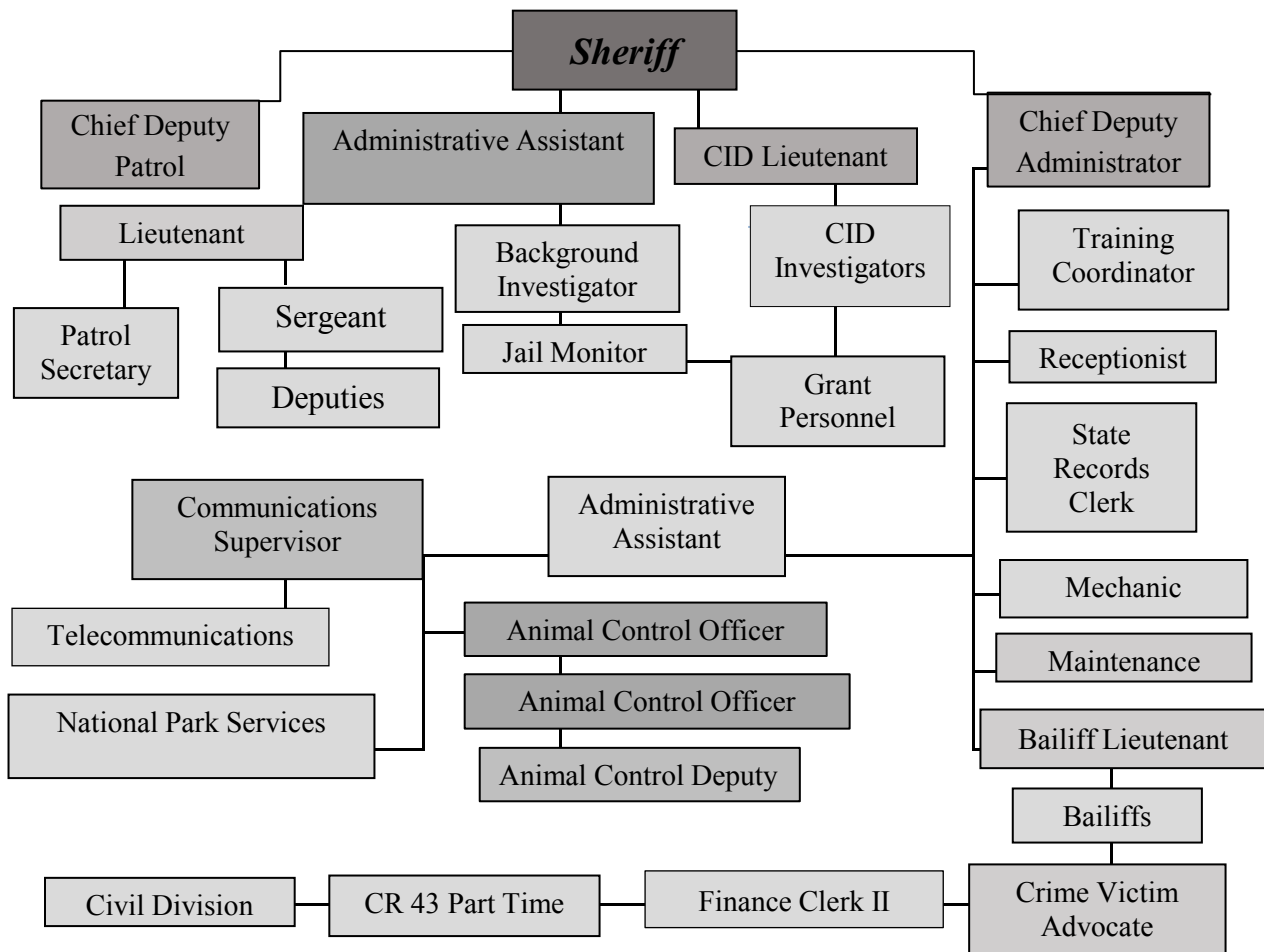 Sheriff
Chief Deputy
Patrol
Administrative Assistant
CID Lieutenant
Chief Deputy
Administrator
Lieutenant
Background
Investigator
CID
Investigators
Training
Coordinator
Patrol
Secretary
Sergeant
Jail Monitor
Receptionist
Deputies
Grant
Personnel
State
Records
Clerk
Communications
Supervisor
Administrative
Assistant
Mechanic
Telecommunications
Animal Control Officer
Maintenance
National Park Services
Animal Control Officer
Bailiff Lieutenant
Animal Control Deputy
Bailiffs
Civil Division
CR 43 Part Time
Finance Clerk II
Crime Victim
Advocate